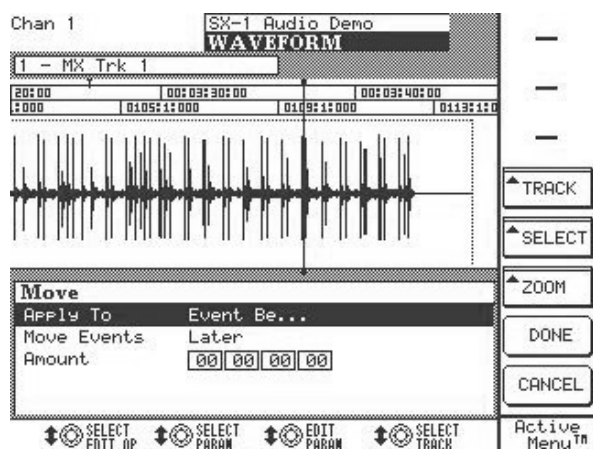 Chan 1
SX-1 Audio Demo
WAVEFORM
1 - MX Trk 1
20:00 00:03:30:00 00:03:40:00
:000 0105:1:000 0109:1:000 0113:1:0
TRACK
SELECT
ZOOM
DONE
CANCEL
Move
Apply To Event Be...
Move Events Later
Amount 00 00 00 00
SELECT EDIT OP
SELECT PARAM
EDIT PARAM
SELECT TRACK
Active Menu™